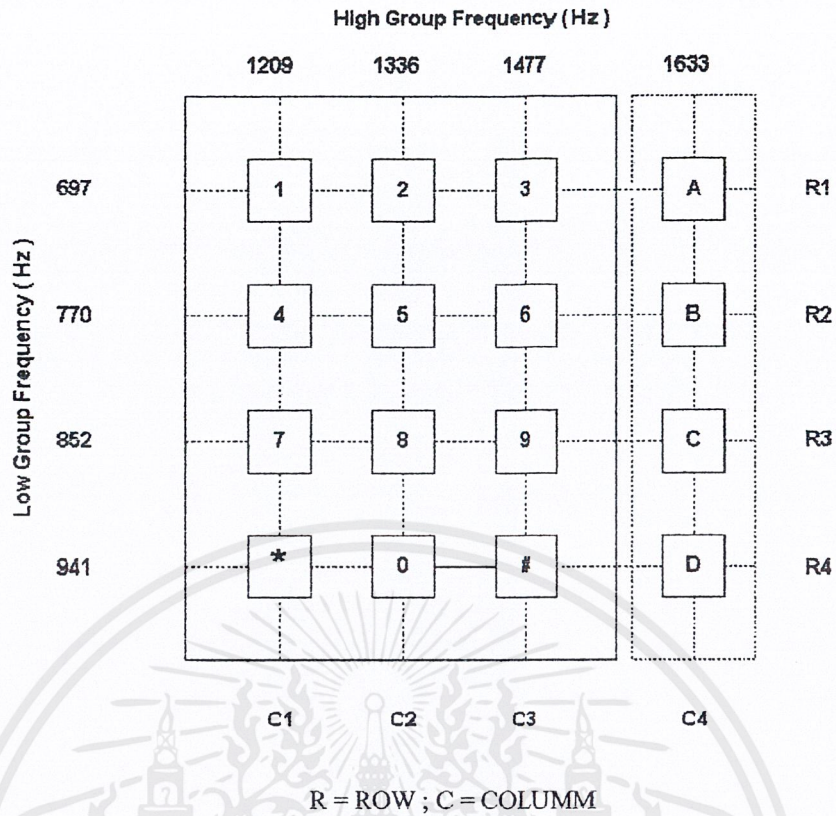 High Group Frequency ( Hz )
1209 1336 1477 1633
Low Group Frequency ( Hz )
697 1 2 3 A R1
770 4 5 6 B R2
852 7 8 9 C R3
941 * 0 # D R4
C1 C2 C3 C4
R = ROW ; C = COLUMM